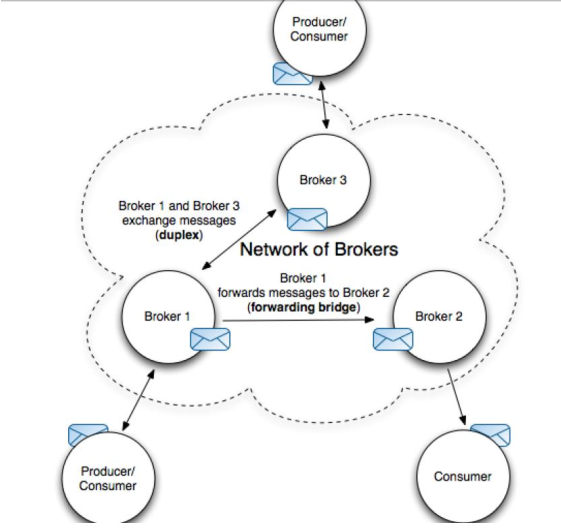 Producer/
Consumer
Broker 3
Broker 1 and Broker 3
exchange messages
(duplex)
Network of Brokers
Broker 1
forwards messages to Broker 2
(forwarding bridge)
Broker 1
Broker 2
Producer/
Consumer
Consumer